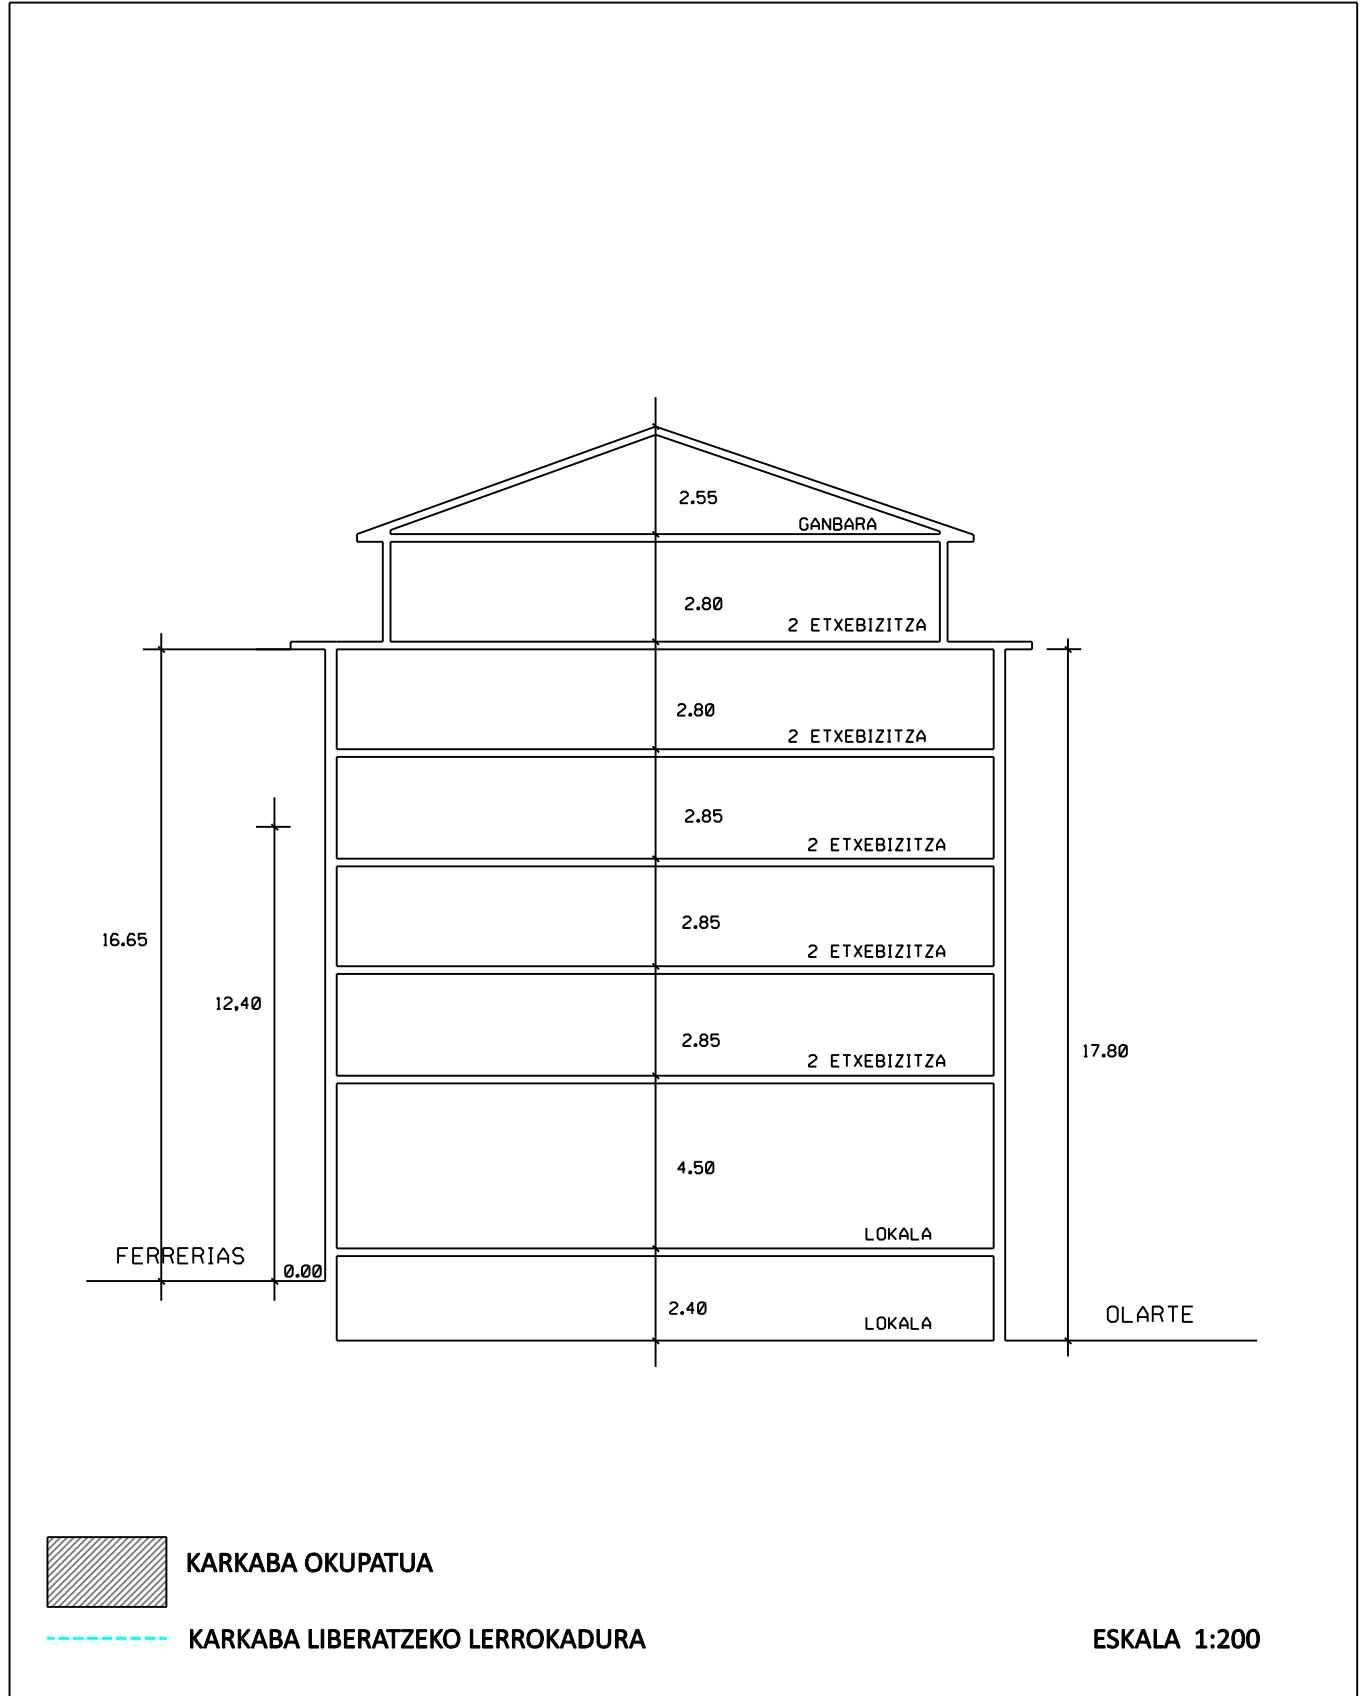 2.55
GANBARA
2.80
2 ETXEBIZITZA
2.80
2 ETXEBIZITZA
2.85
2 ETXEBIZITZA
2.85
2 ETXEBIZITZA
16.65
12,40
2.85
2 ETXEBIZITZA
17.80
4.50
LOKALA
FERRERIAS
0.00
2.40
LOKALA
OLARTE
KARKABA OKUPATUA
KARKABA LIBERATZEKO LERROKADURA
ESKALA 1:200